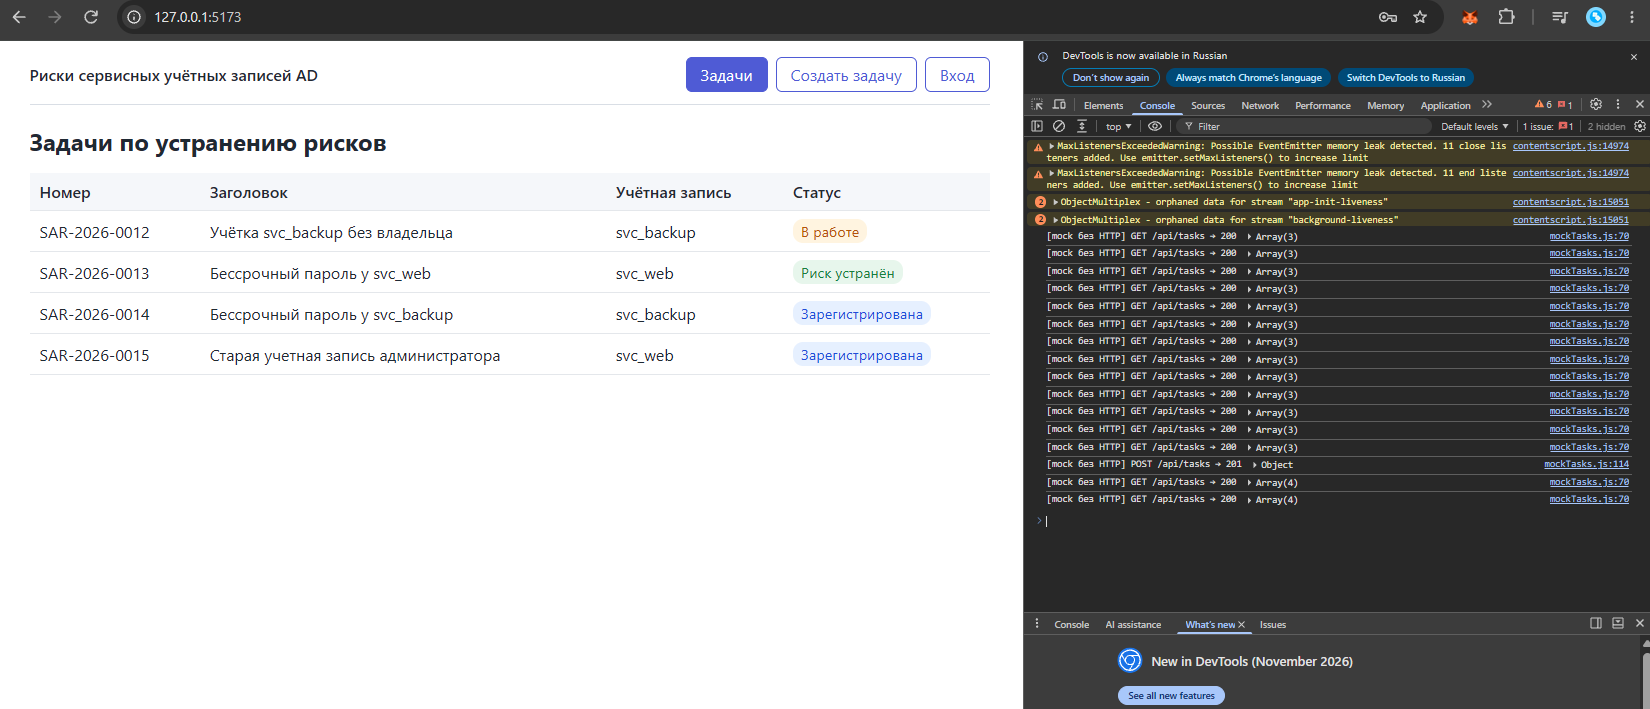 127.0.0.1:5173
Риски сервисных учётных записей AD
Задачи
Создать задачу
Вход
Задачи по устранению рисков
Номер Заголовок Учётная запись Статус
SAR-2026-0012 Учётка svc_backup без владельца svc_backup В работе
SAR-2026-0013 Бессрочный пароль у svc_web svc_web Риск устранён
SAR-2026-0014 Бессрочный пароль у svc_backup svc_backup Зарегистрирована
SAR-2026-0015 Старая учетная запись администратора svc_web Зарегистрирована
DevTools is now available in Russian
Don't show again Always match Chrome's language Switch DevTools to Russian
Elements Console Sources Network Performance Memory Application 6 1
top Filter Default levels 1 issue: 1 2 hidden
MaxListenersExceededWarning: Possible EventEmitter memory leak detected. 11 close lis contentscript.js:14974
teners added. Use emitter.setMaxListeners() to increase limit
MaxListenersExceededWarning: Possible EventEmitter memory leak detected. 11 end liste contentscript.js:14974
ners added. Use emitter.setMaxListeners() to increase limit
2 ObjectMultiplex - orphaned data for stream "app-init-liveness" contentscript.js:15051
2 ObjectMultiplex - orphaned data for stream "background-liveness" contentscript.js:15051
[mock без HTTP] GET /api/tasks → 200 Array(3) mockTasks.js:70
[mock без HTTP] GET /api/tasks → 200 Array(3) mockTasks.js:70
[mock без HTTP] GET /api/tasks → 200 Array(3) mockTasks.js:70
[mock без HTTP] GET /api/tasks → 200 Array(3) mockTasks.js:70
[mock без HTTP] GET /api/tasks → 200 Array(3) mockTasks.js:70
[mock без HTTP] GET /api/tasks → 200 Array(3) mockTasks.js:70
[mock без HTTP] GET /api/tasks → 200 Array(3) mockTasks.js:70
[mock без HTTP] GET /api/tasks → 200 Array(3) mockTasks.js:70
[mock без HTTP] GET /api/tasks → 200 Array(3) mockTasks.js:70
[mock без HTTP] GET /api/tasks → 200 Array(3) mockTasks.js:70
[mock без HTTP] GET /api/tasks → 200 Array(3) mockTasks.js:70
[mock без HTTP] GET /api/tasks → 200 Array(3) mockTasks.js:70
[mock без HTTP] GET /api/tasks → 200 Array(3) mockTasks.js:70
[mock без HTTP] POST /api/tasks → 201 Object mockTasks.js:114
[mock без HTTP] GET /api/tasks → 200 Array(4) mockTasks.js:70
[mock без HTTP] GET /api/tasks → 200 Array(4) mockTasks.js:70
Console AI assistance What's new Issues
New in DevTools (November 2026)
See all new features